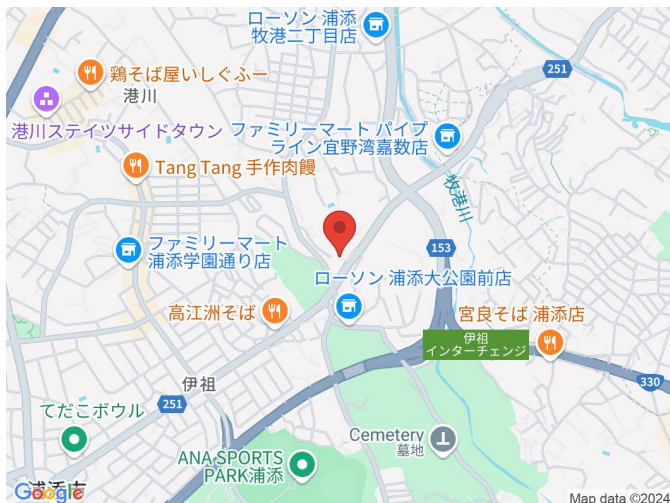 ローソン 浦添
牧港二丁目店
251
鶏そば屋いしぐふー
港川
港川ステイツサイドタウン
ファミリーマート パイプ
ライン宜野湾嘉数店
Tang Tang 手作肉饅
牧港川
153
ファミリーマート
浦添学園通り店
ローソン 浦添大公園前店
高江洲そば
宮良そば 浦添店
伊祖
インターチェンジ
伊祖
330
251
てだこボウル
Cemetery
墓地
ANA SPORTS
PARK浦添
Google
Map data ©2024